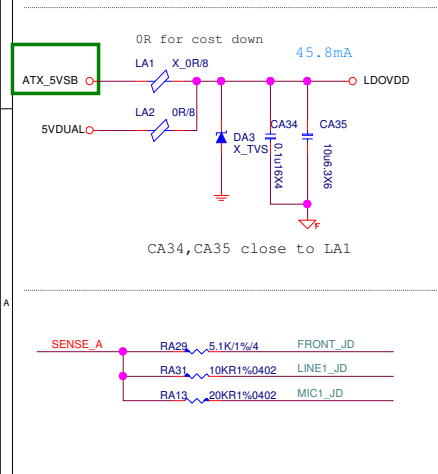 0R for cost down
45.8mA
LA1 X_0R/8
ATX_5VSB
LDOVDD
LA2 0R/8
5VDUAL
DA3
X_TVS
CA34
0.1u16X4
CA35
10u6.3X6
F
CA34,CA35 close to LA1
A
SENSE_A
RA29 5.1K/1%/4 FRONT_JD
RA31 10KR1%0402 LINE1_JD
RA13 20KR1%0402 MIC1_JD